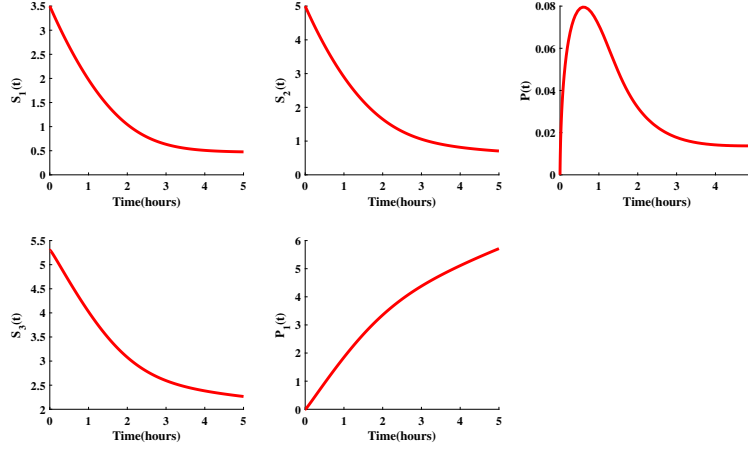 S1(t)
3.5
3
2.5
2
1.5
1
0.5
0
0 1 2 3 4 5
Time(hours)
S2(t)
5
4
3
2
1
0
0 1 2 3 4 5
Time(hours)
P(t)
0.08
0.06
0.04
0.02
0
0 1 2 3 4
Time(hours)
S3(t)
5.5
5
4.5
4
3.5
3
2.5
2
0 1 2 3 4 5
Time(hours)
P1(t)
6
5
4
3
2
1
0
0 1 2 3 4 5
Time(hours)